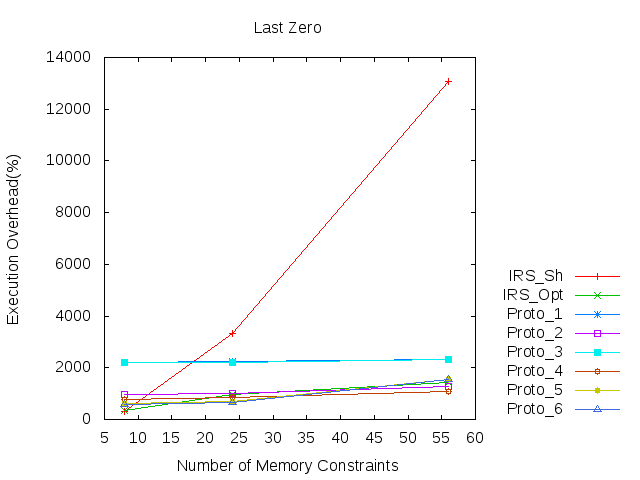 Last Zero
Execution Overhead(%)
14000
12000
10000
8000
6000
4000
2000
0
5 10 15 20 25 30 35 40 45 50 55 60
Number of Memory Constraints
IRS_Sh
IRS_Opt
Proto_1
Proto_2
Proto_3
Proto_4
Proto_5
Proto_6